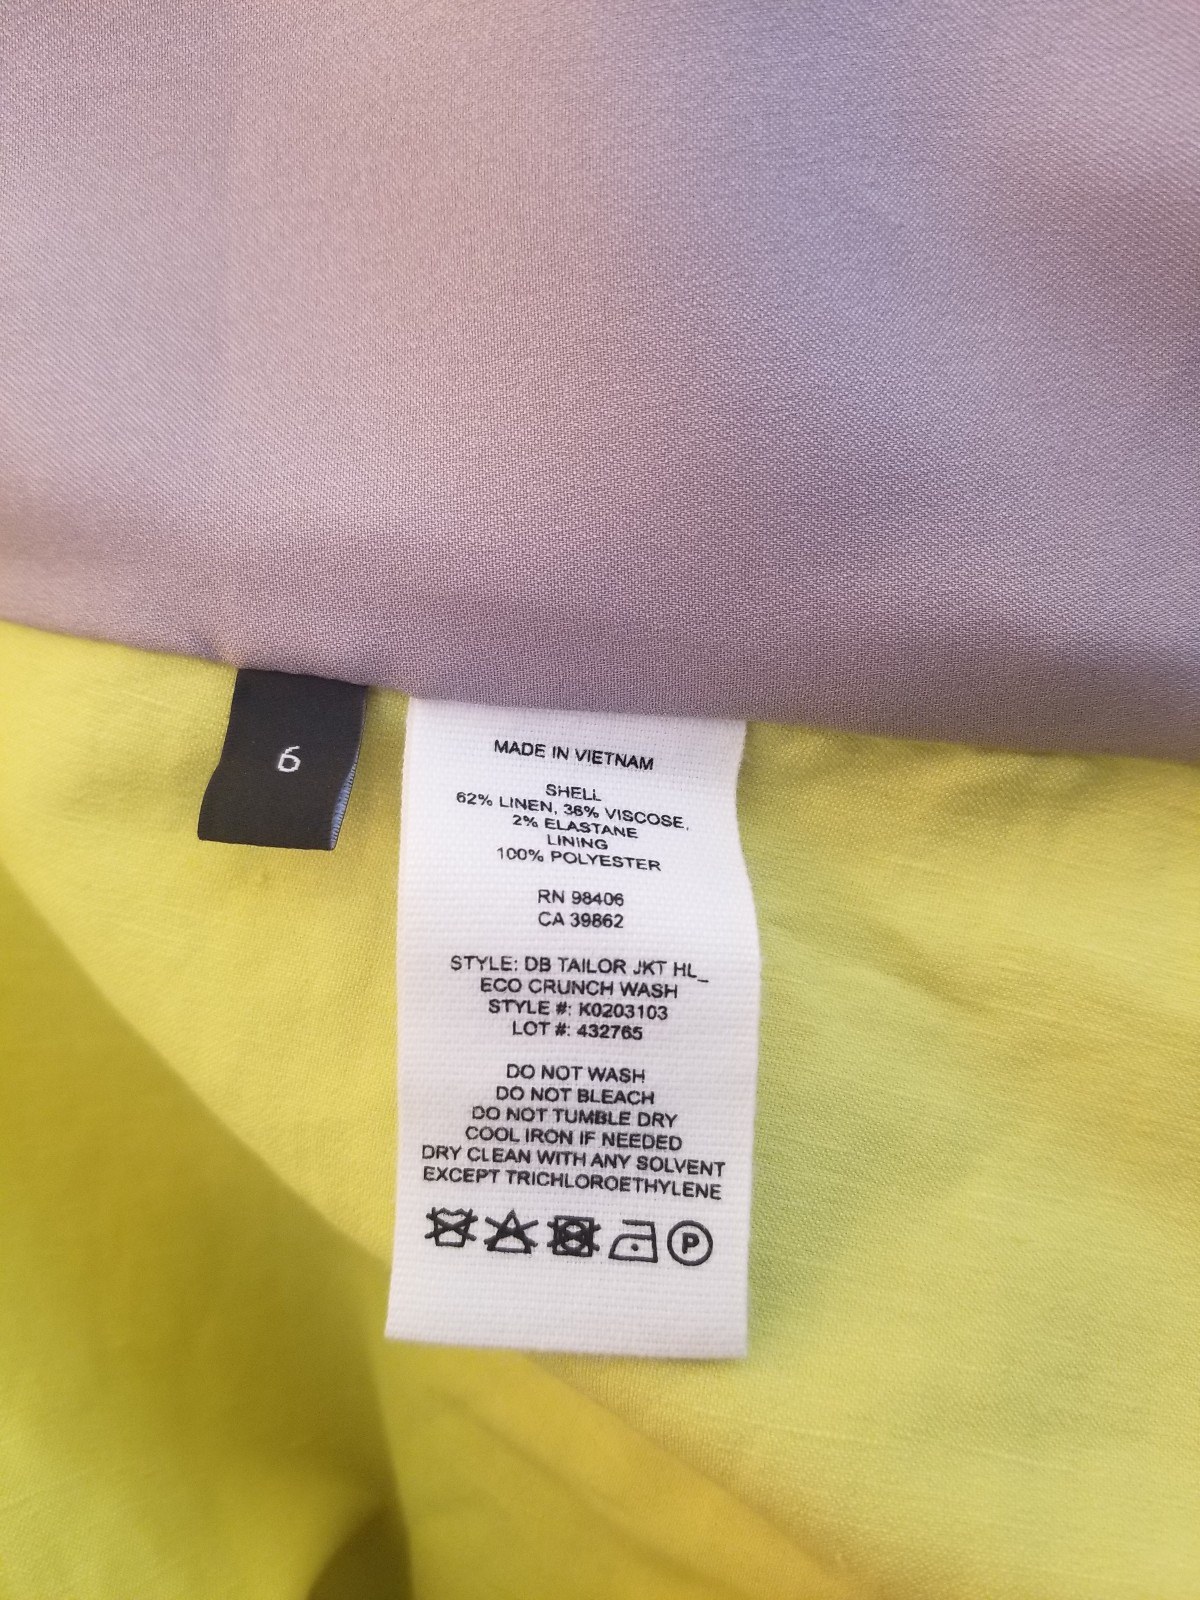 6
MADE IN VIETNAM
SHELL
62% LINEN, 36% VISCOSE,
2% ELASTANE
LINING
100% POLYESTER
RN 98406
CA 39862
STYLE: DB TAILOR JKT HL_
ECO CRUNCH WASH
STYLE #: K0203103
LOT #: 432765
DO NOT WASH
DO NOT BLEACH
DO NOT TUMBLE DRY
COOL IRON IF NEEDED
DRY CLEAN WITH ANY SOLVENT
EXCEPT TRICHLOROETHYLENE
P